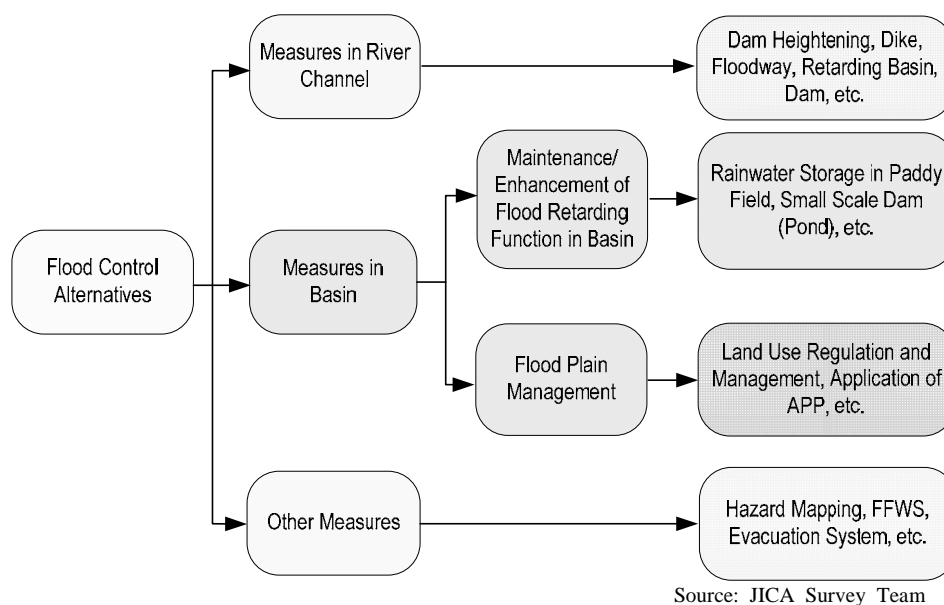 Measures in River
Channel
Dam Heightening, Dike,
Floodway, Retarding Basin,
Dam, etc.
Maintenance/
Enhancement of
Flood Retarding
Function in Basin
Rainwater Storage in Paddy
Field, Small Scale Dam
(Pond), etc.
Flood Control
Alternatives
Measures in
Basin
Flood Plain
Management
Land Use Regulation and
Management, Application of
APP, etc.
Other Measures
Hazard Mapping, FFWS,
Evacuation System, etc.
Source: JICA Survey Team